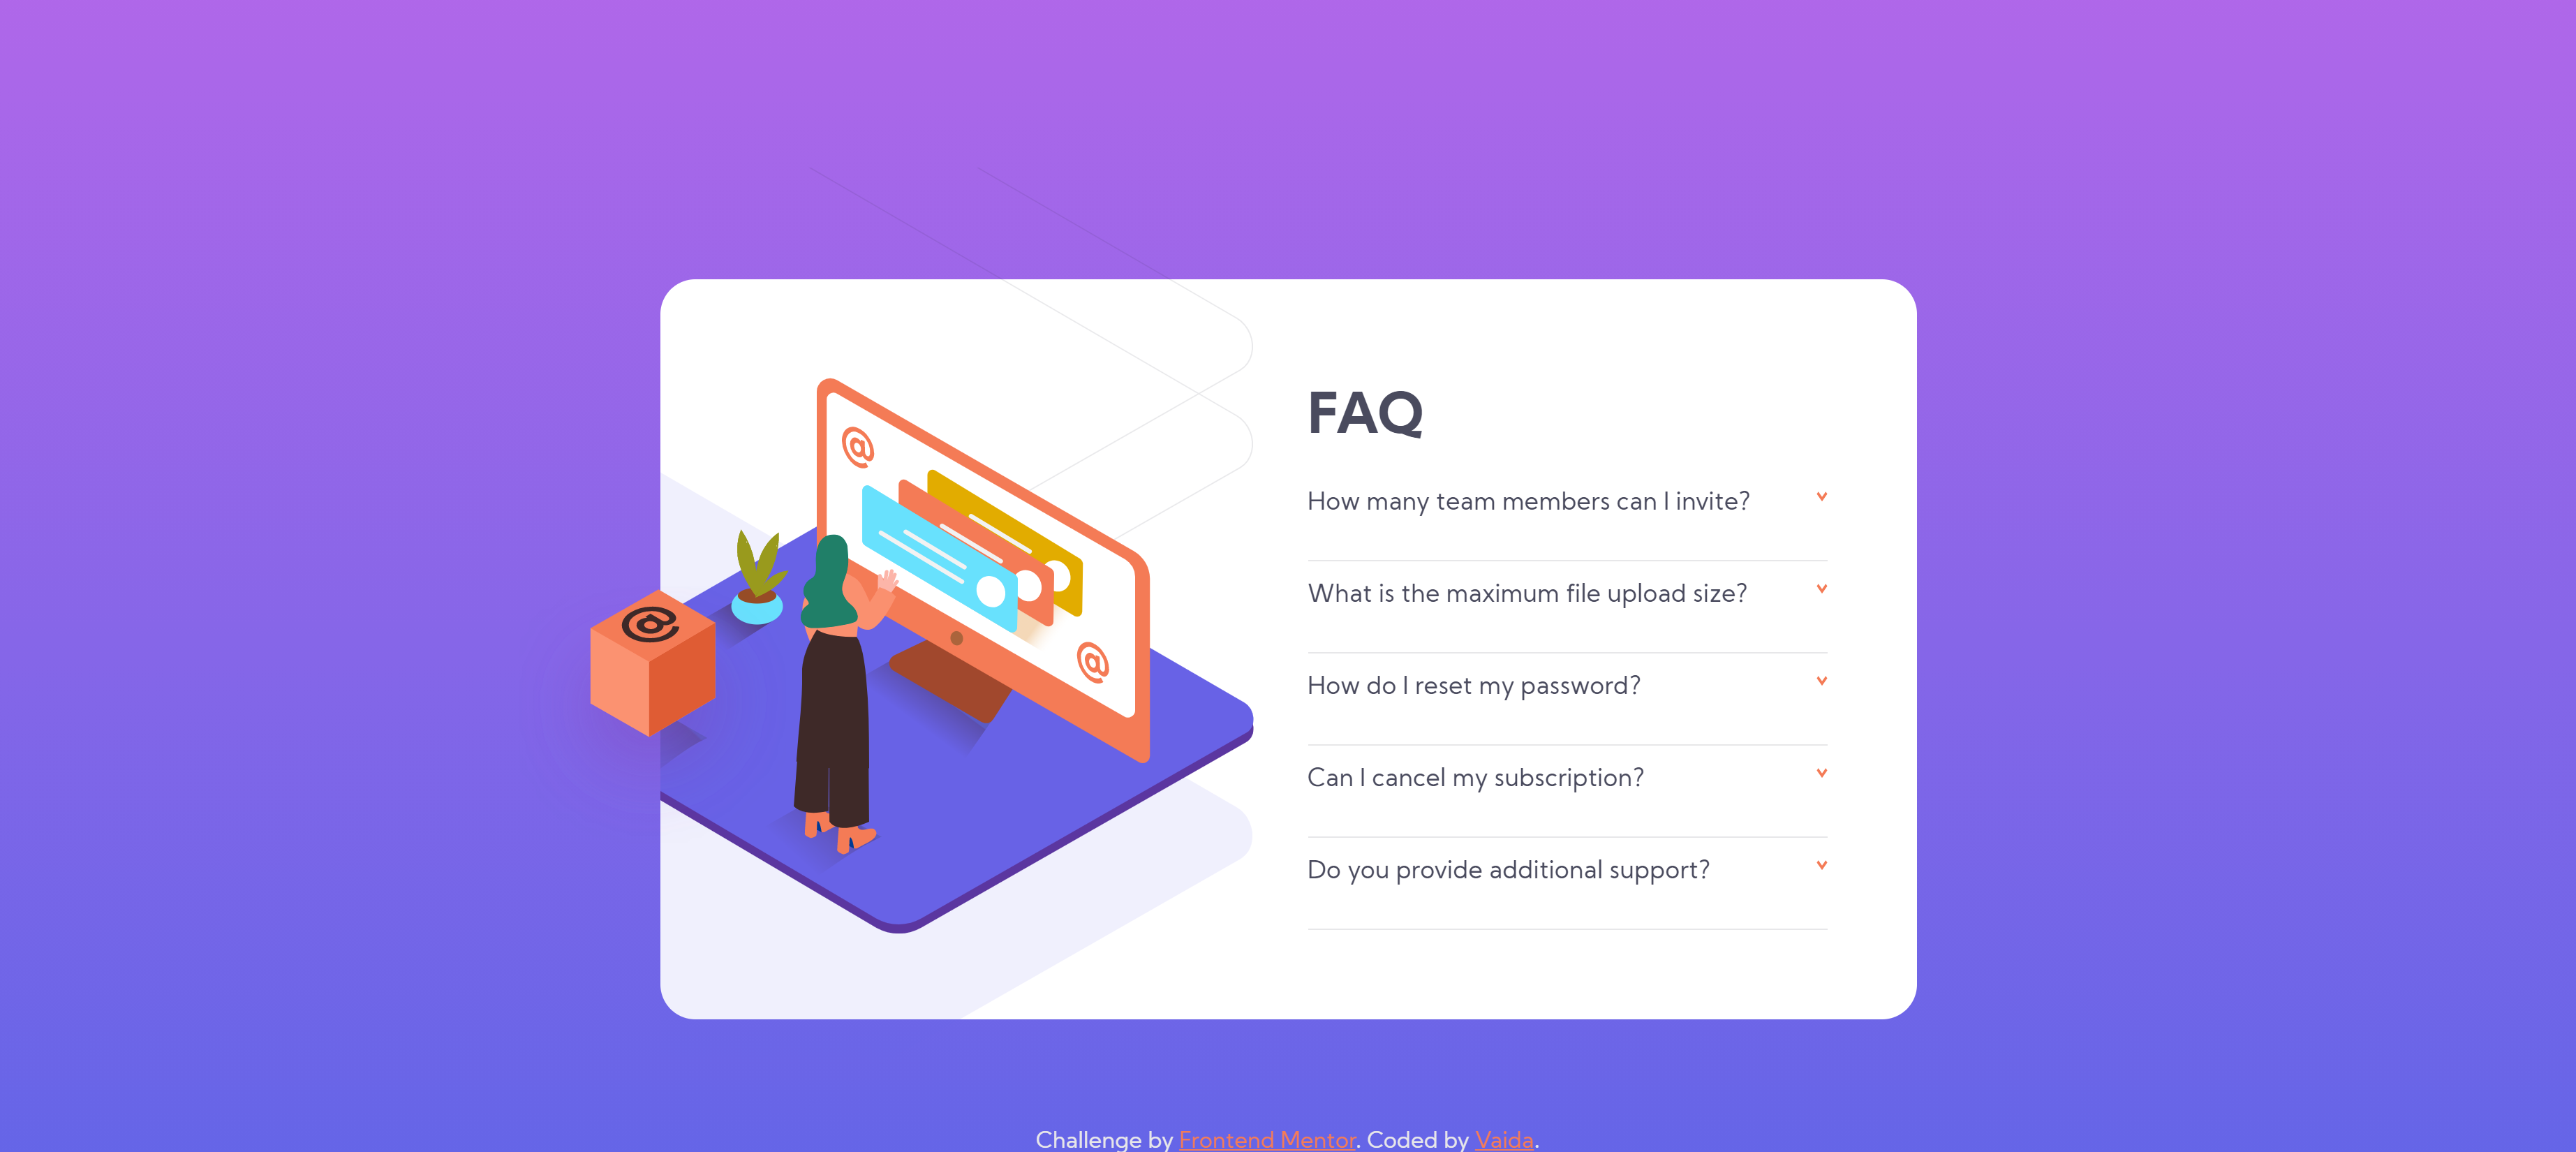 FAQ
How many team members can I invite?
What is the maximum file upload size?
How do I reset my password?
Can I cancel my subscription?
Do you provide additional support?
@
@
@
Challenge by Frontend Mentor. Coded by Vaida.